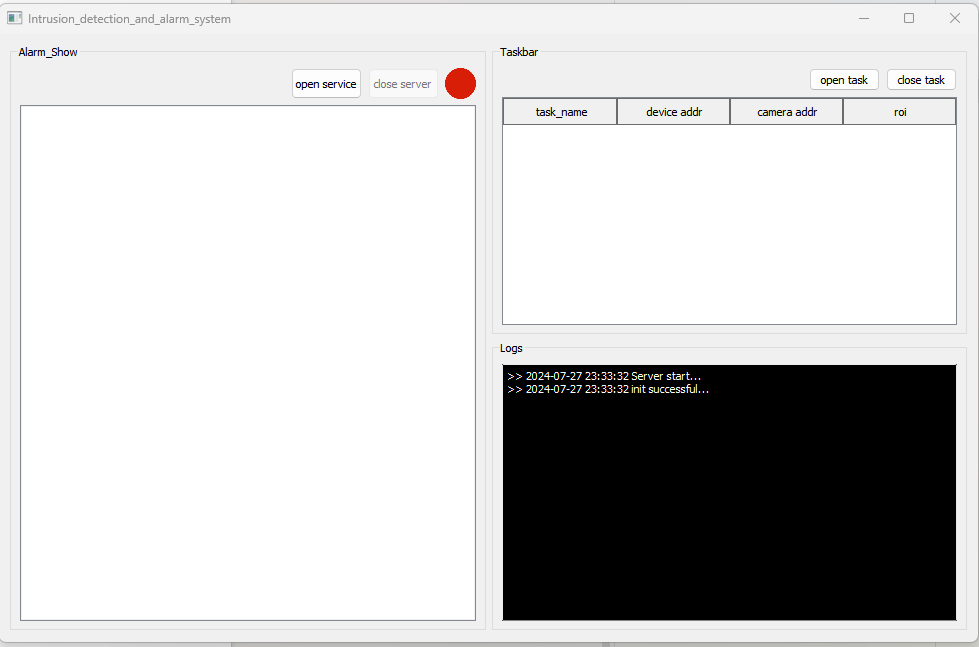 Intrusion_detection_and_alarm_system
Alarm_Show
open service close server
Taskbar
open task close task
task_name device addr camera addr roi
Logs
>> 2024-07-27 23:33:32 Server start...
>> 2024-07-27 23:33:32 init successful...